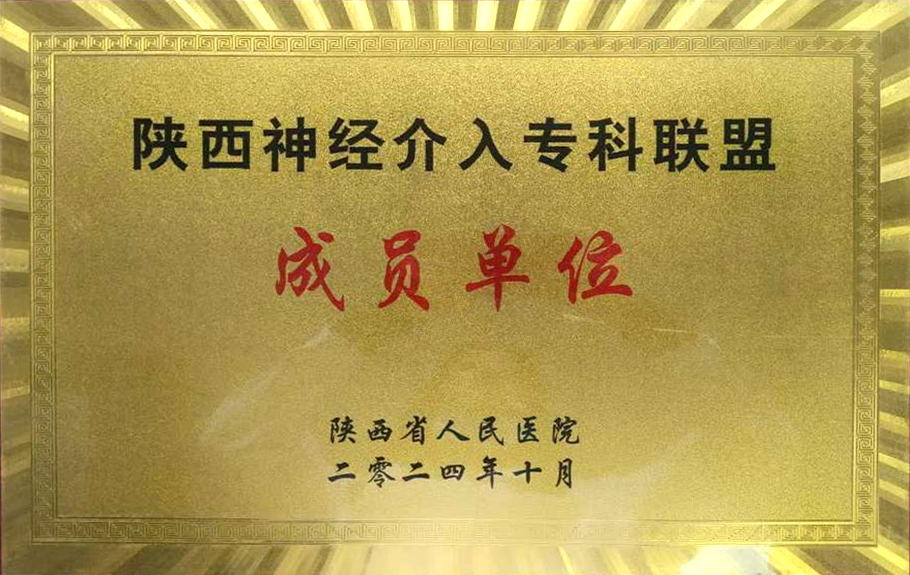 陕西神经介入专科联盟
成员单位
陕西省人民医院
二零二四年十月